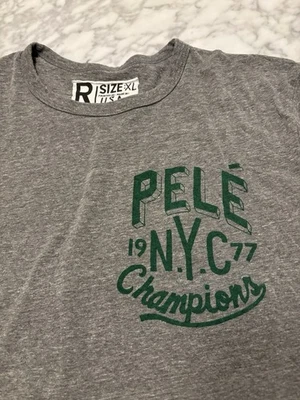 R SIZE: XL
U.S.A.
PELÉ
19 N.Y.C 77
Champions